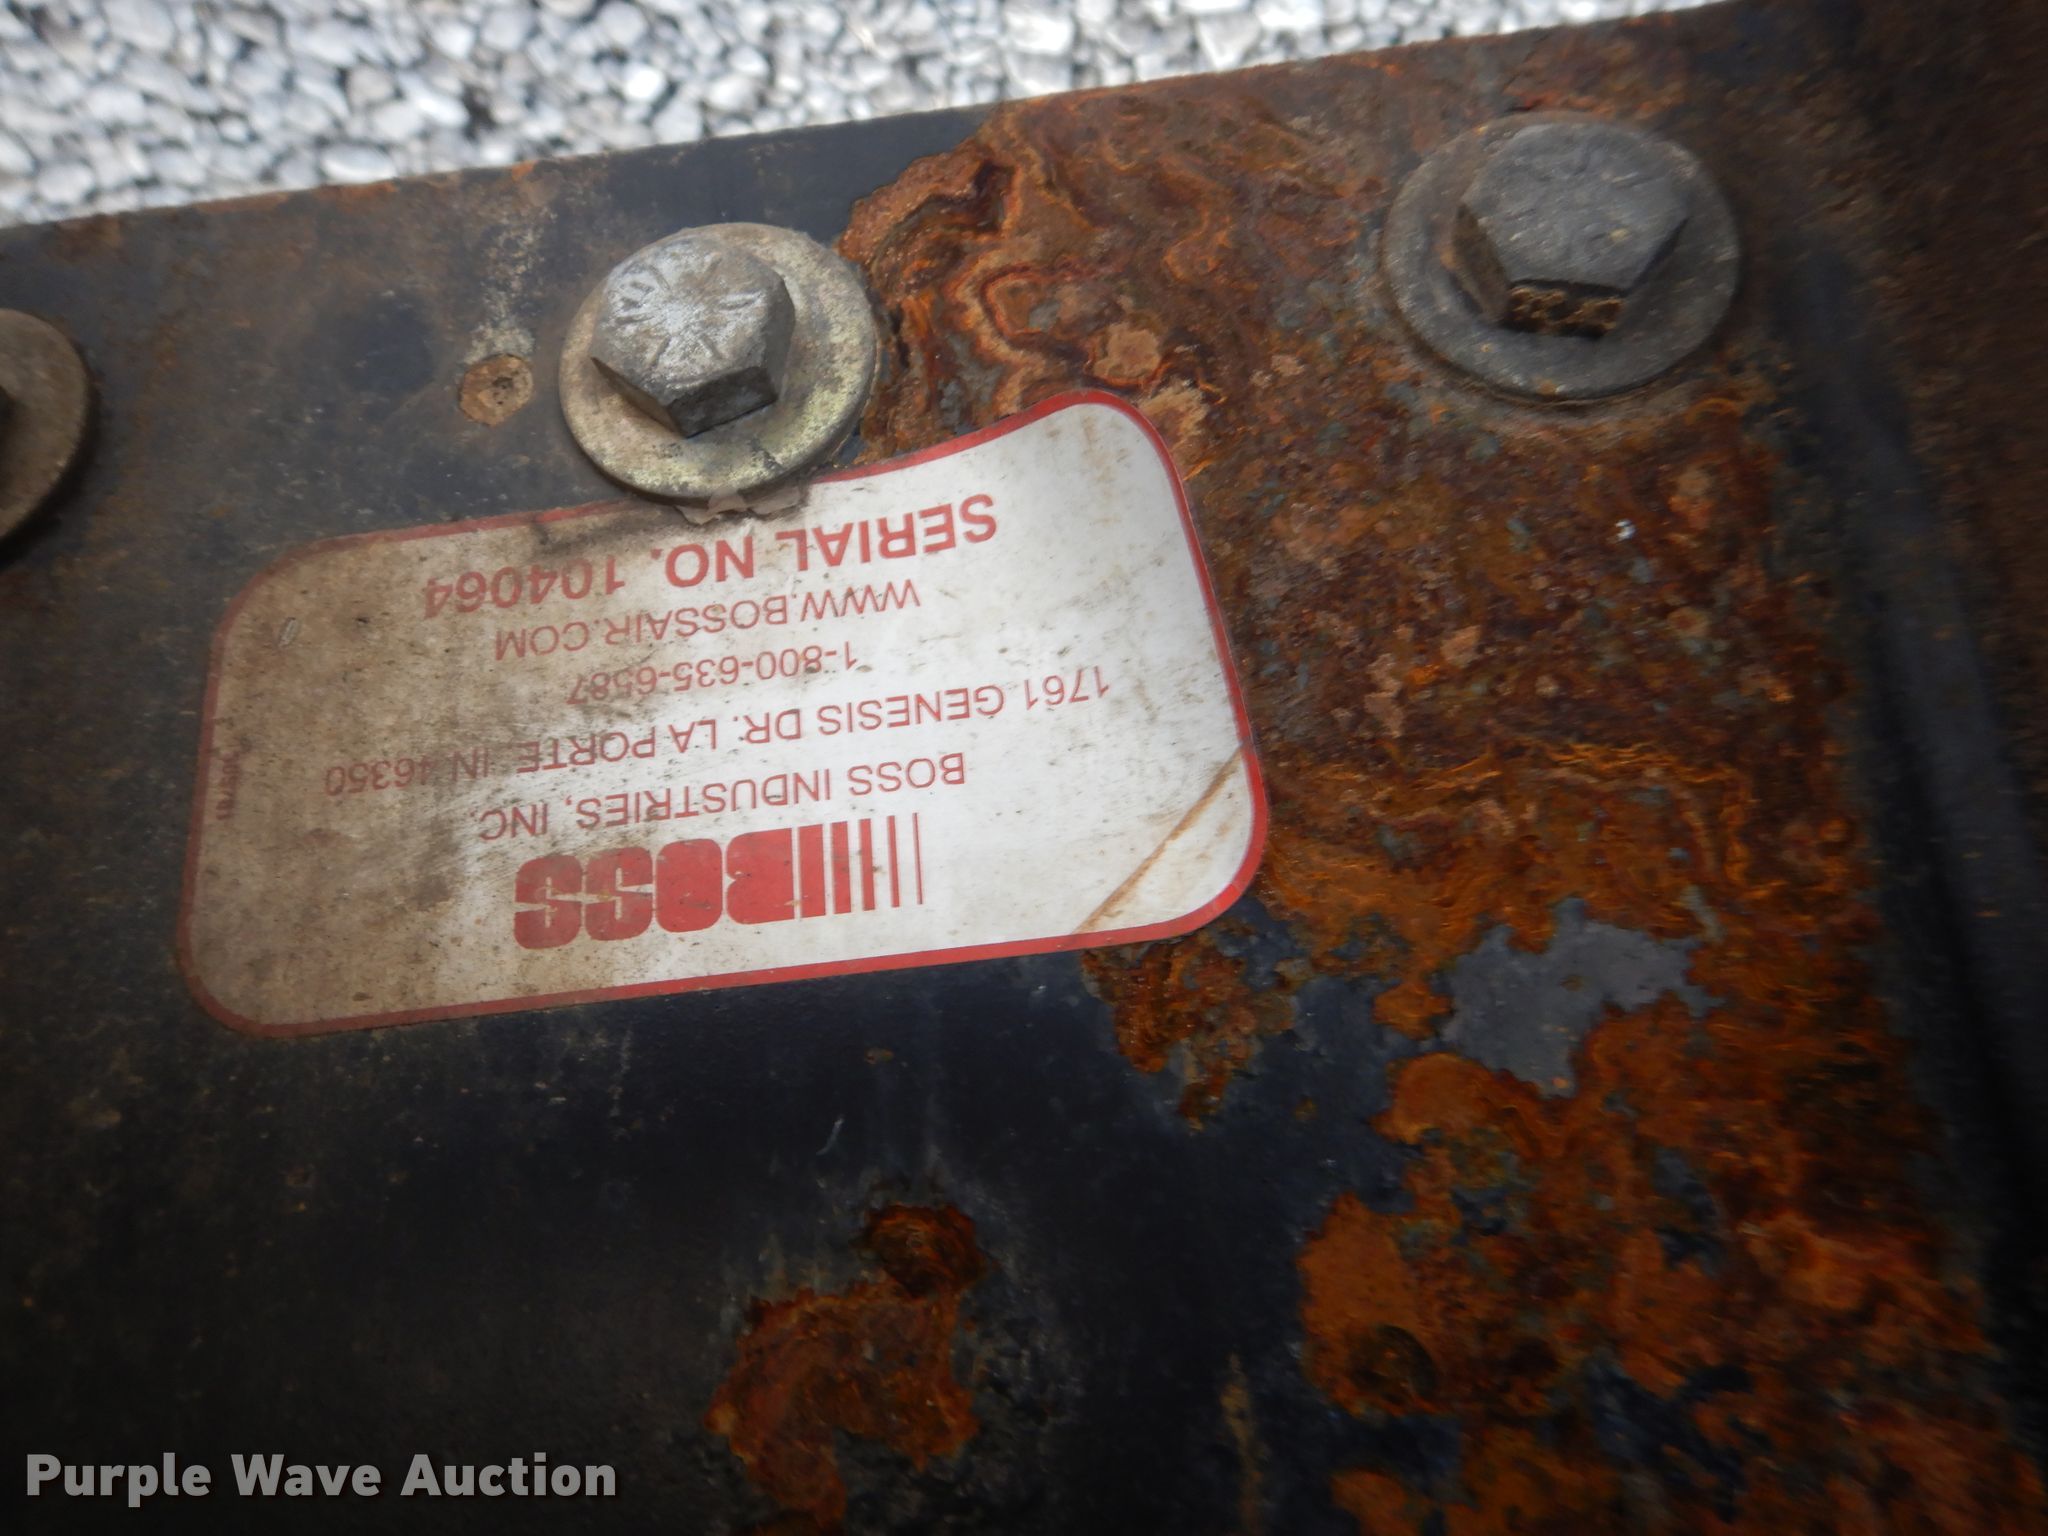 BOSS
BOSS INDUSTRIES, INC.
1761 GENESIS DR. LA PORTE, IN 46350
1-800-635-6587
WWW.BOSSAIR.COM
SERIAL NO. 104064
Purple Wave Auction